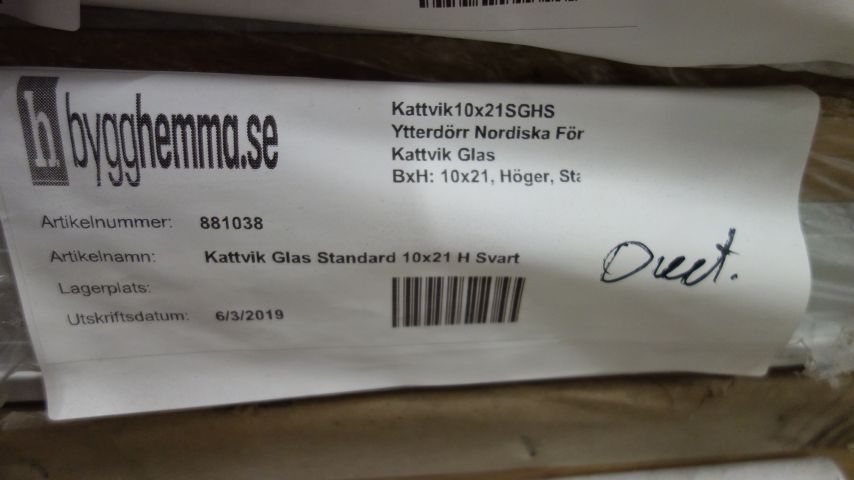 h bygghemma.se
Kattvik10x21SGHS
Ytterdörr Nordiska För
Kattvik Glas
BxH: 10x21, Höger, Sta
Artikelnummer: 881038
Artikelnamn: Kattvik Glas Standard 10x21 H Svart
Lagerplats:
Utskriftsdatum: 6/3/2019